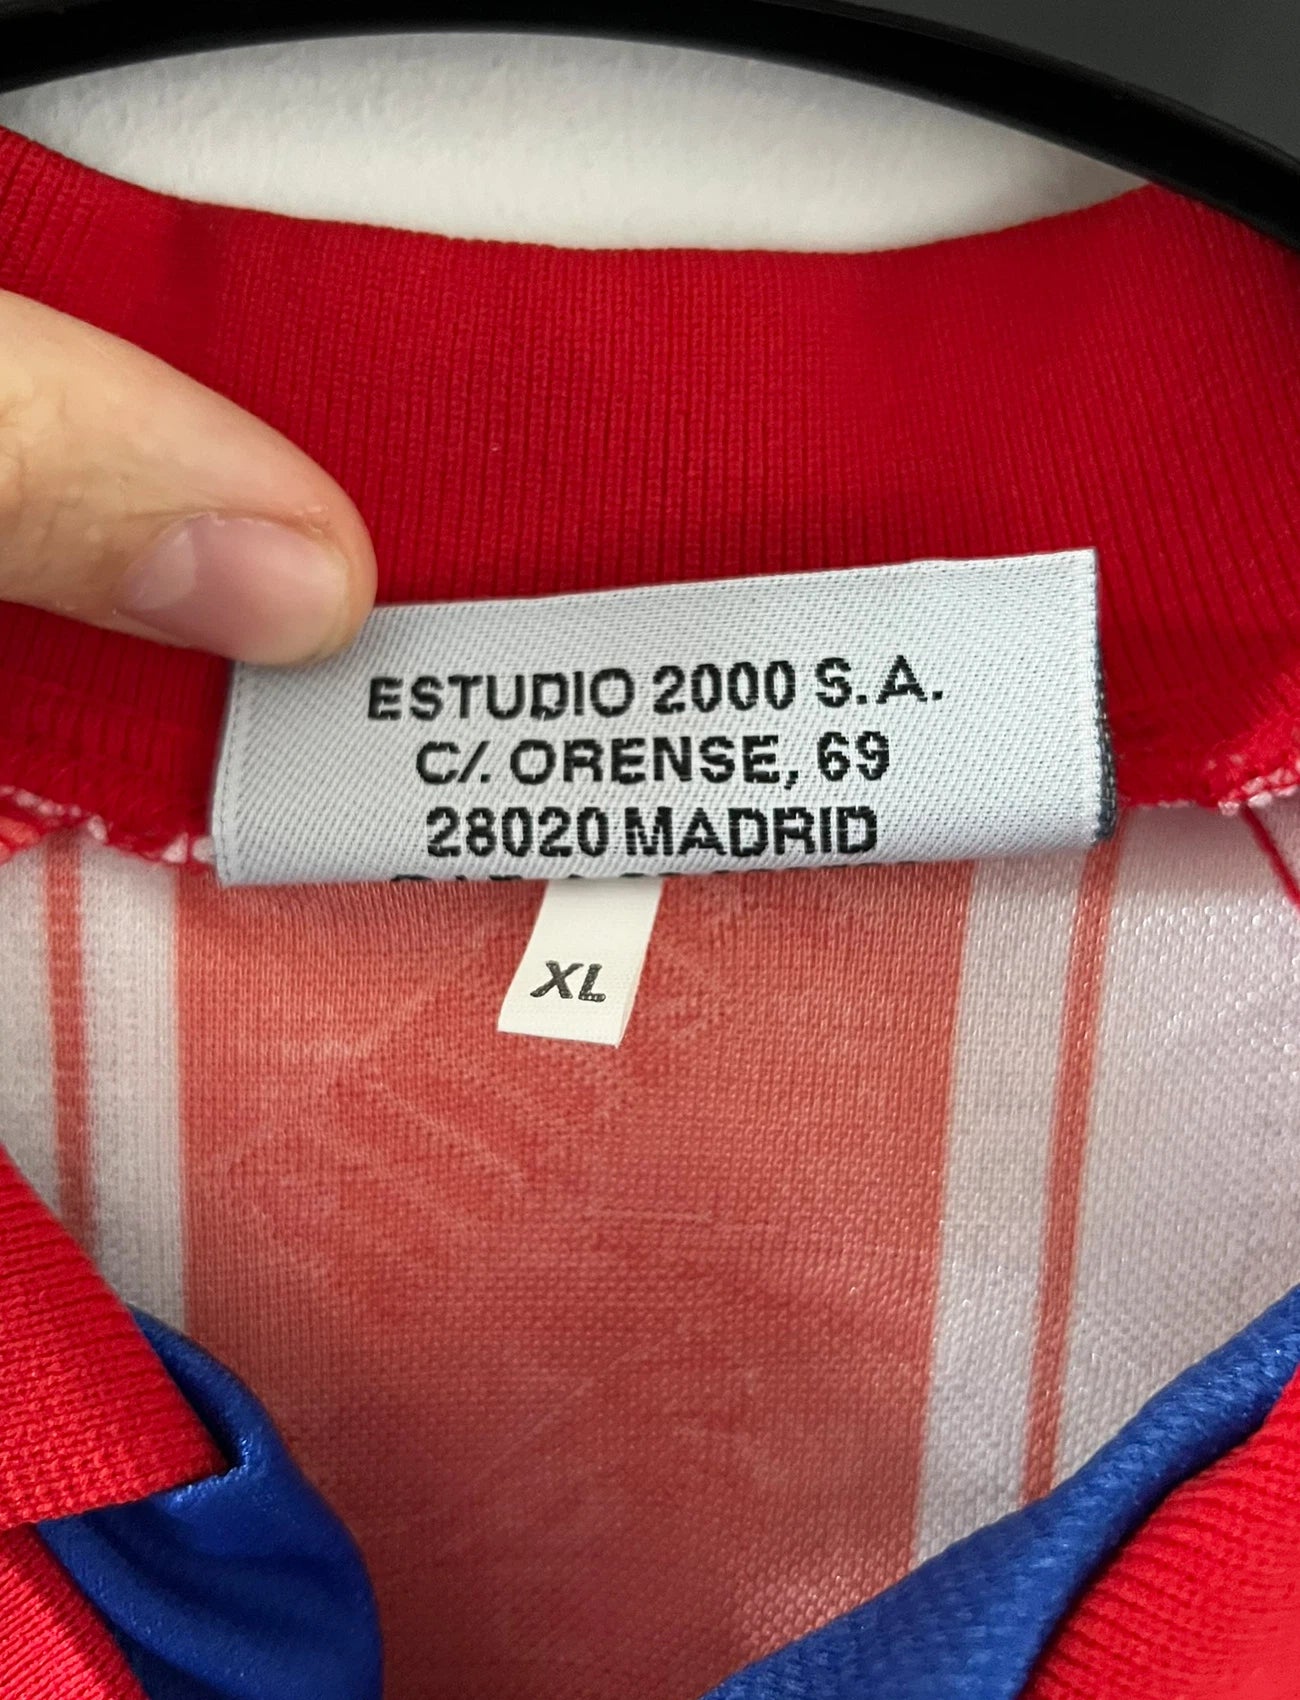 ESTUDIO 2000 S.A.
C/. ORENSE, 69
28020 MADRID
XL